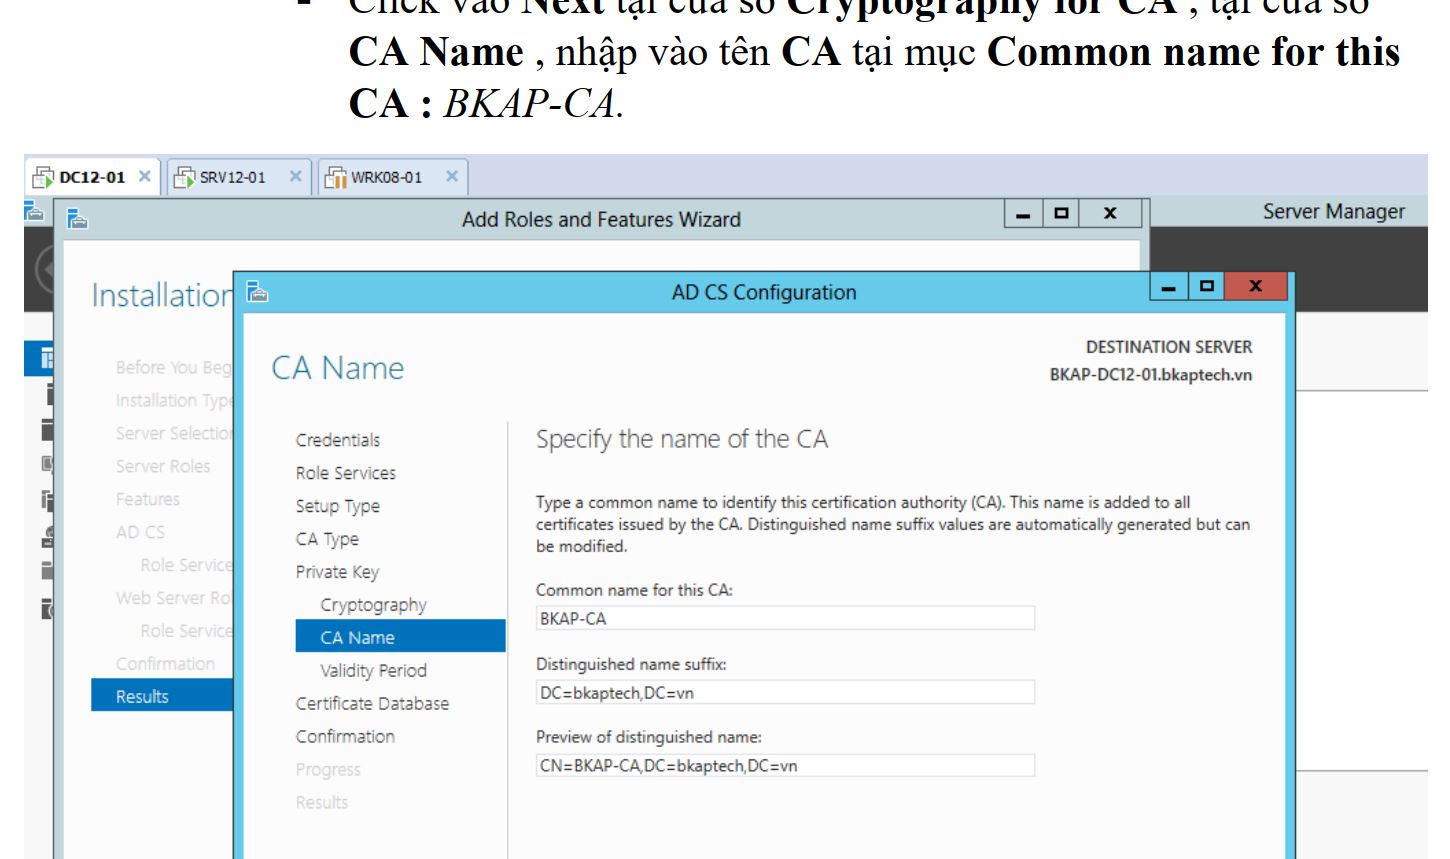 - Click vào Next tại cửa sổ Cryptography for CA , tại cửa sổ
CA Name , nhập vào tên CA tại mục Common name for this
CA : BKAP-CA.
DC12-01
SRV12-01
WRK08-01
Add Roles and Features Wizard
Server Manager
Installation
AD CS Configuration
Before You Beg
Installation Type
Server Selection
Server Roles
Features
AD CS
Role Service
Web Server Ro
Role Service
Confirmation
Results
CA Name
DESTINATION SERVER
BKAP-DC12-01.bkaptech.vn
Credentials
Role Services
Setup Type
CA Type
Private Key
Cryptography
CA Name
Validity Period
Certificate Database
Confirmation
Progress
Results
Specify the name of the CA
Type a common name to identify this certification authority (CA). This name is added to all
certificates issued by the CA. Distinguished name suffix values are automatically generated but can
be modified.
Common name for this CA:
BKAP-CA
Distinguished name suffix:
DC=bkaptech,DC=vn
Preview of distinguished name:
CN=BKAP-CA,DC=bkaptech,DC=vn